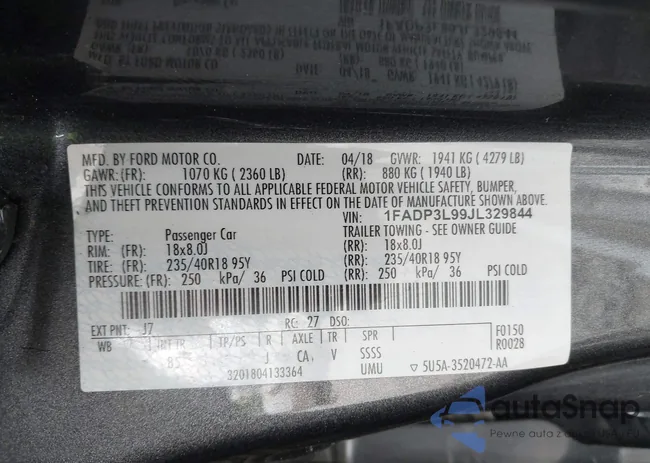 MFD. BY FORD MOTOR CO. DATE: 04/18 GVWR: 1941 KG ( 4279 LB)
GAWR: (FR): 1070 KG ( 2360 LB) (RR): 880 KG ( 1940 LB)
THIS VEHICLE CONFORMS TO ALL APPLICABLE FEDERAL MOTOR VEHICLE SAFETY, BUMPER,
AND THEFT PREVENTION STANDARDS IN EFFECT ON THE DATE OF MANUFACTURE SHOWN ABOVE.
VIN: 1FADP3L99JL329844
TYPE: Passenger Car TRAILER TOWING - SEE OWNER GUIDE
RIM: (FR): 18x8.0J (RR): 18x8.0J
TIRE: (FR): 235/40R18 95Y (RR): 235/40R18 95Y
PRESSURE: (FR): 250 kPa/ 36 PSI COLD (RR): 250 kPa/ 36 PSI COLD
EXT PNT: J7 RC: 27 DSO: F0150
WB INT TR TP/PS R AXLE TR SPR R0028
J CA V SSSS
3201804133364 UMU ▽ 5U5A-3520472-AA
autoSnap
Pewne auta z